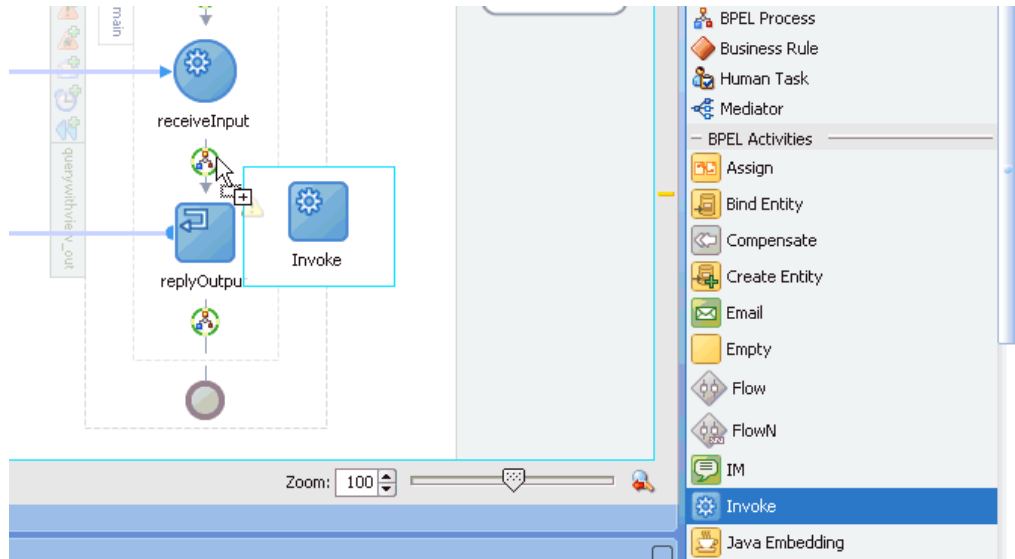 main
receiveInput
querywithview_out
replyOutpu
Invoke
Zoom: 100
BPEL Process
Business Rule
Human Task
Mediator
BPEL Activities
Assign
Bind Entity
Compensate
Create Entity
Email
Empty
Flow
FlowN
IM
Invoke
Java Embedding